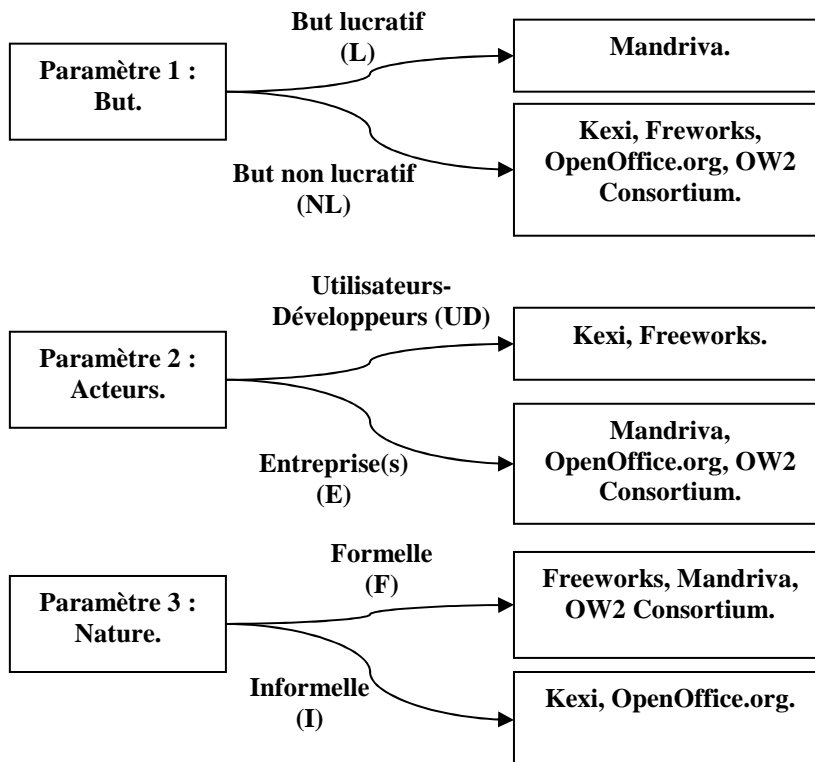 But lucratif
(L)
Mandriva.
Paramètre 1 :
But.
Kexi, Freworks,
OpenOffice.org, OW2
Consortium.
But non lucratif
(NL)
Utilisateurs-
Développeurs (UD)
Kexi, Freeworks.
Paramètre 2 :
Acteurs.
Mandriva,
OpenOffice.org, OW2
Consortium.
Entreprise(s)
(E)
Formelle
(F)
Freeworks, Mandriva,
OW2 Consortium.
Paramètre 3 :
Nature.
Informelle
(I)
Kexi, OpenOffice.org.